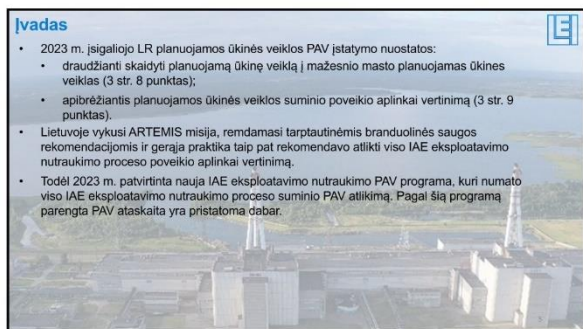 Įvadas
• 2023 m. įsigaliojo LR planuojamos ūkinės veiklos PAV įstatymo nuostatos:
• draudžianti skaidyti planuojamą ūkinę veiklą į mažesnio masto planuojamas ūkines
veiklas (3 str. 8 punktas);
• apibrėžiantis planuojamos ūkinės veiklos suminio poveikio aplinkai vertinimą (3 str. 9
punktas).
• Lietuvoje vykusi ARTEMIS misija, remdamasi tarptautinėmis branduolinės saugos
rekomendacijomis ir gerąja praktika taip pat rekomendavo atlikti viso IAE eksploatavimo
nutraukimo proceso poveikio aplinkai vertinimą.
• Todėl 2023 m. patvirtinta nauja IAE eksploatavimo nutraukimo PAV programa, kuri numato
viso IAE eksploatavimo nutraukimo proceso suminio PAV atlikimą. Pagal šią programą
parengta PAV ataskaita yra pristatoma dabar.